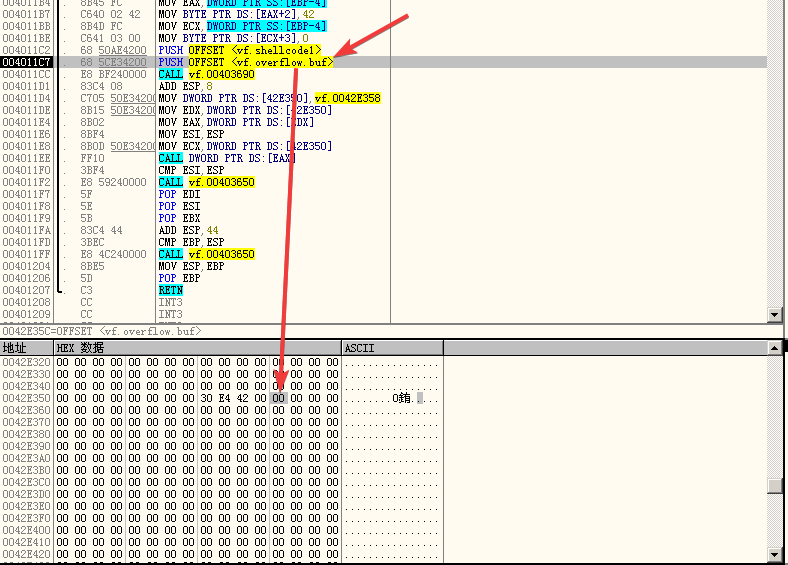 004011B4 . 8B45 FC MOV EAX,DWORD PTR SS:[EBP-4]
004011B7 . C640 02 42 MOV BYTE PTR DS:[EAX+2],42
004011BB . 8B4D FC MOV ECX,DWORD PTR SS:[EBP-4]
004011BE . C641 03 00 MOV BYTE PTR DS:[ECX+3],0
004011C2 . 68 50AE4200 PUSH OFFSET <vf.shellcode1>
004011C7 . 68 5CE34200 PUSH OFFSET <vf.overflow.buf>
004011CC . E8 BF240000 CALL vf.00403690
004011D1 . 83C4 08 ADD ESP,8
004011D4 . C705 50E34200 MOV DWORD PTR DS:[42E350],vf.0042E358
004011DE . 8B15 50E34200 MOV EDX,DWORD PTR DS:[42E350]
004011E4 . 8B02 MOV EAX,DWORD PTR DS:[EDX]
004011E6 . 8BF4 MOV ESI,ESP
004011E8 . 8B0D 50E34200 MOV ECX,DWORD PTR DS:[42E350]
004011EE . FF10 CALL DWORD PTR DS:[EAX]
004011F0 . 3BF4 CMP ESI,ESP
004011F2 . E8 59240000 CALL vf.00403650
004011F7 . 5F POP EDI
004011F8 . 5E POP ESI
004011F9 . 5B POP EBX
004011FA . 83C4 44 ADD ESP,44
004011FD . 3BEC CMP EBP,ESP
004011FF . E8 4C240000 CALL vf.00403650
00401204 . 8BE5 MOV ESP,EBP
00401206 . 5D POP EBP
00401207 . C3 RETN
00401208 CC INT3
00401209 CC INT3
0042E35C=OFFSET <vf.overflow.buf>
地址 HEX 数据 ASCII
0042E320 00 00 00 00 00 00 00 00 00 00 00 00 00 00 00 00 ................
0042E330 00 00 00 00 00 00 00 00 00 00 00 00 00 00 00 00 ................
0042E340 00 00 00 00 00 00 00 00 00 00 00 00 00 00 00 00 ................
0042E350 00 00 00 00 00 00 00 00 30 E4 42 00 00 00 00 00 ........0銪.....
0042E360 00 00 00 00 00 00 00 00 00 00 00 00 00 00 00 00 ................
0042E370 00 00 00 00 00 00 00 00 00 00 00 00 00 00 00 00 ................
0042E380 00 00 00 00 00 00 00 00 00 00 00 00 00 00 00 00 ................
0042E390 00 00 00 00 00 00 00 00 00 00 00 00 00 00 00 00 ................
0042E3A0 00 00 00 00 00 00 00 00 00 00 00 00 00 00 00 00 ................
0042E3B0 00 00 00 00 00 00 00 00 00 00 00 00 00 00 00 00 ................
0042E3C0 00 00 00 00 00 00 00 00 00 00 00 00 00 00 00 00 ................
0042E3D0 00 00 00 00 00 00 00 00 00 00 00 00 00 00 00 00 ................
0042E3E0 00 00 00 00 00 00 00 00 00 00 00 00 00 00 00 00 ................
0042E3F0 00 00 00 00 00 00 00 00 00 00 00 00 00 00 00 00 ................
0042E400 00 00 00 00 00 00 00 00 00 00 00 00 00 00 00 00 ................
0042E410 00 00 00 00 00 00 00 00 00 00 00 00 00 00 00 00 ................
0042E420 00 00 00 00 00 00 00 00 00 00 00 00 00 00 00 00 ................